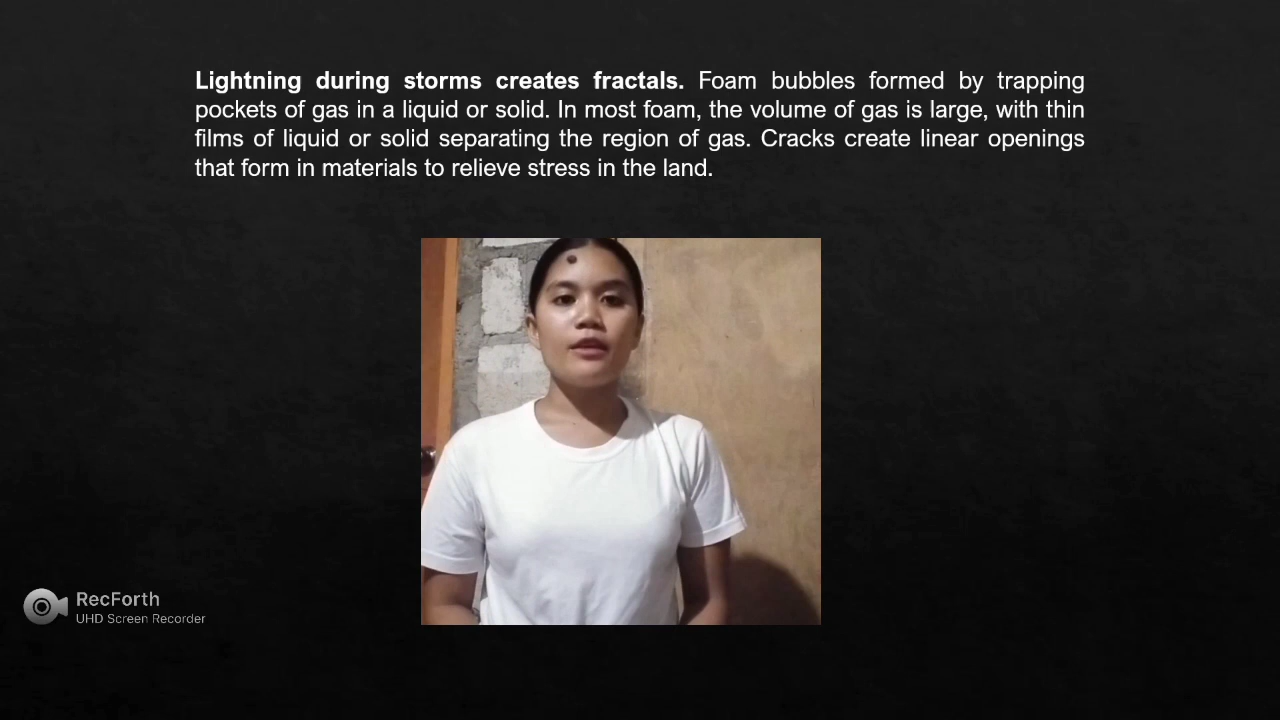 Lightning during storms creates fractals. Foam bubbles formed by trapping
pockets of gas in a liquid or solid. In most foam, the volume of gas is large, with thin
films of liquid or solid separating the region of gas. Cracks create linear openings
that form in materials to relieve stress in the land.
RecForth
UHD Screen Recorder